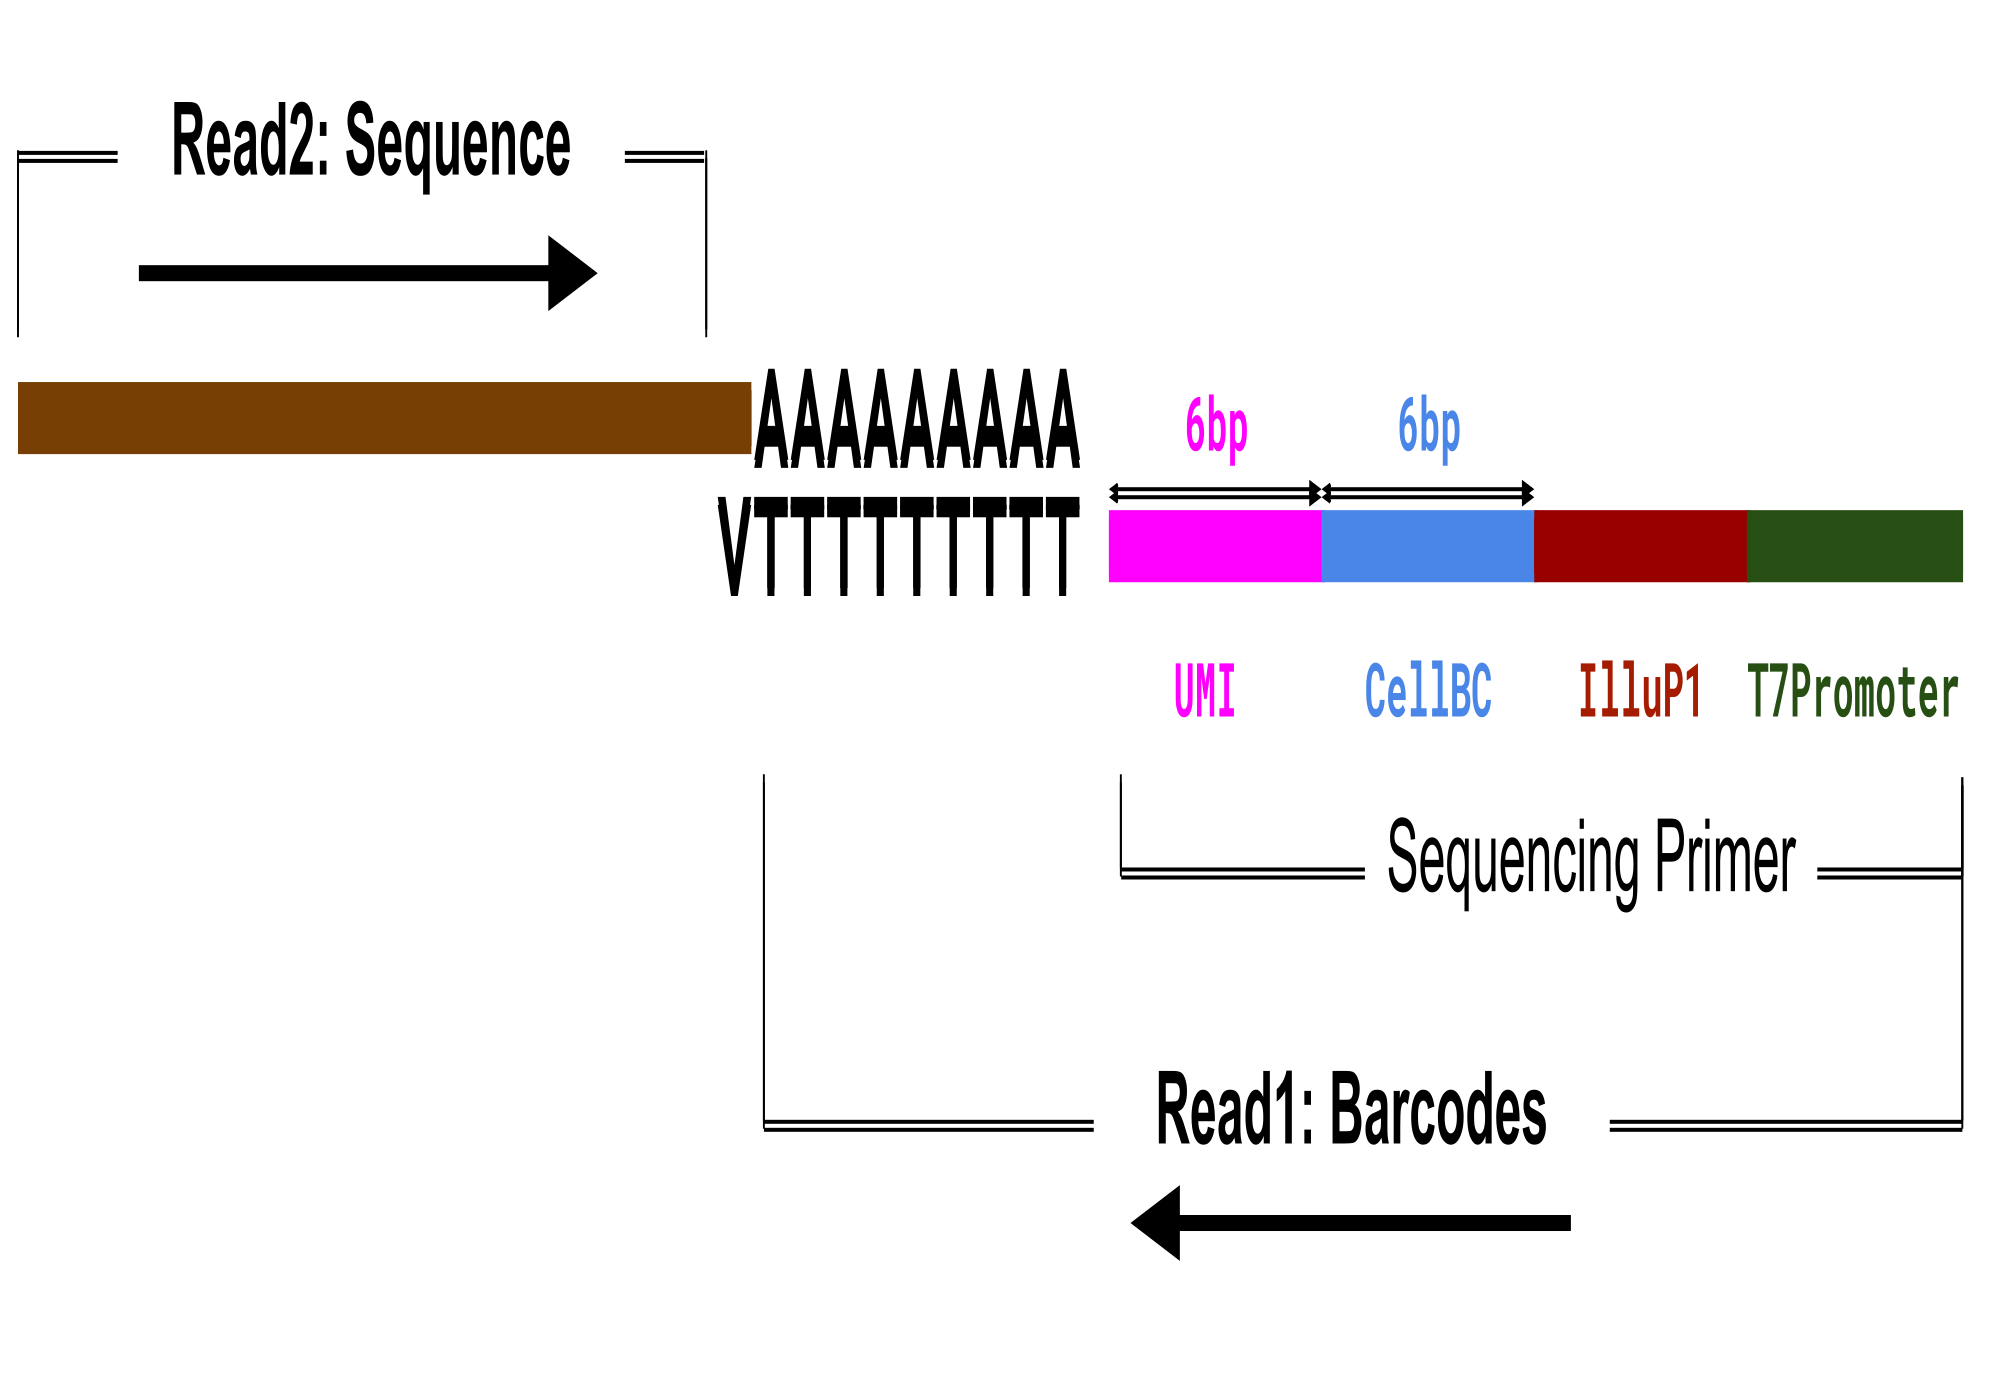 Read2: Sequence
AAAAAAAAA
VTTTTTTTTT
6bp 6bp
UMI CellBC IlluP1 T7Promoter
Sequencing Primer
Read1: Barcodes